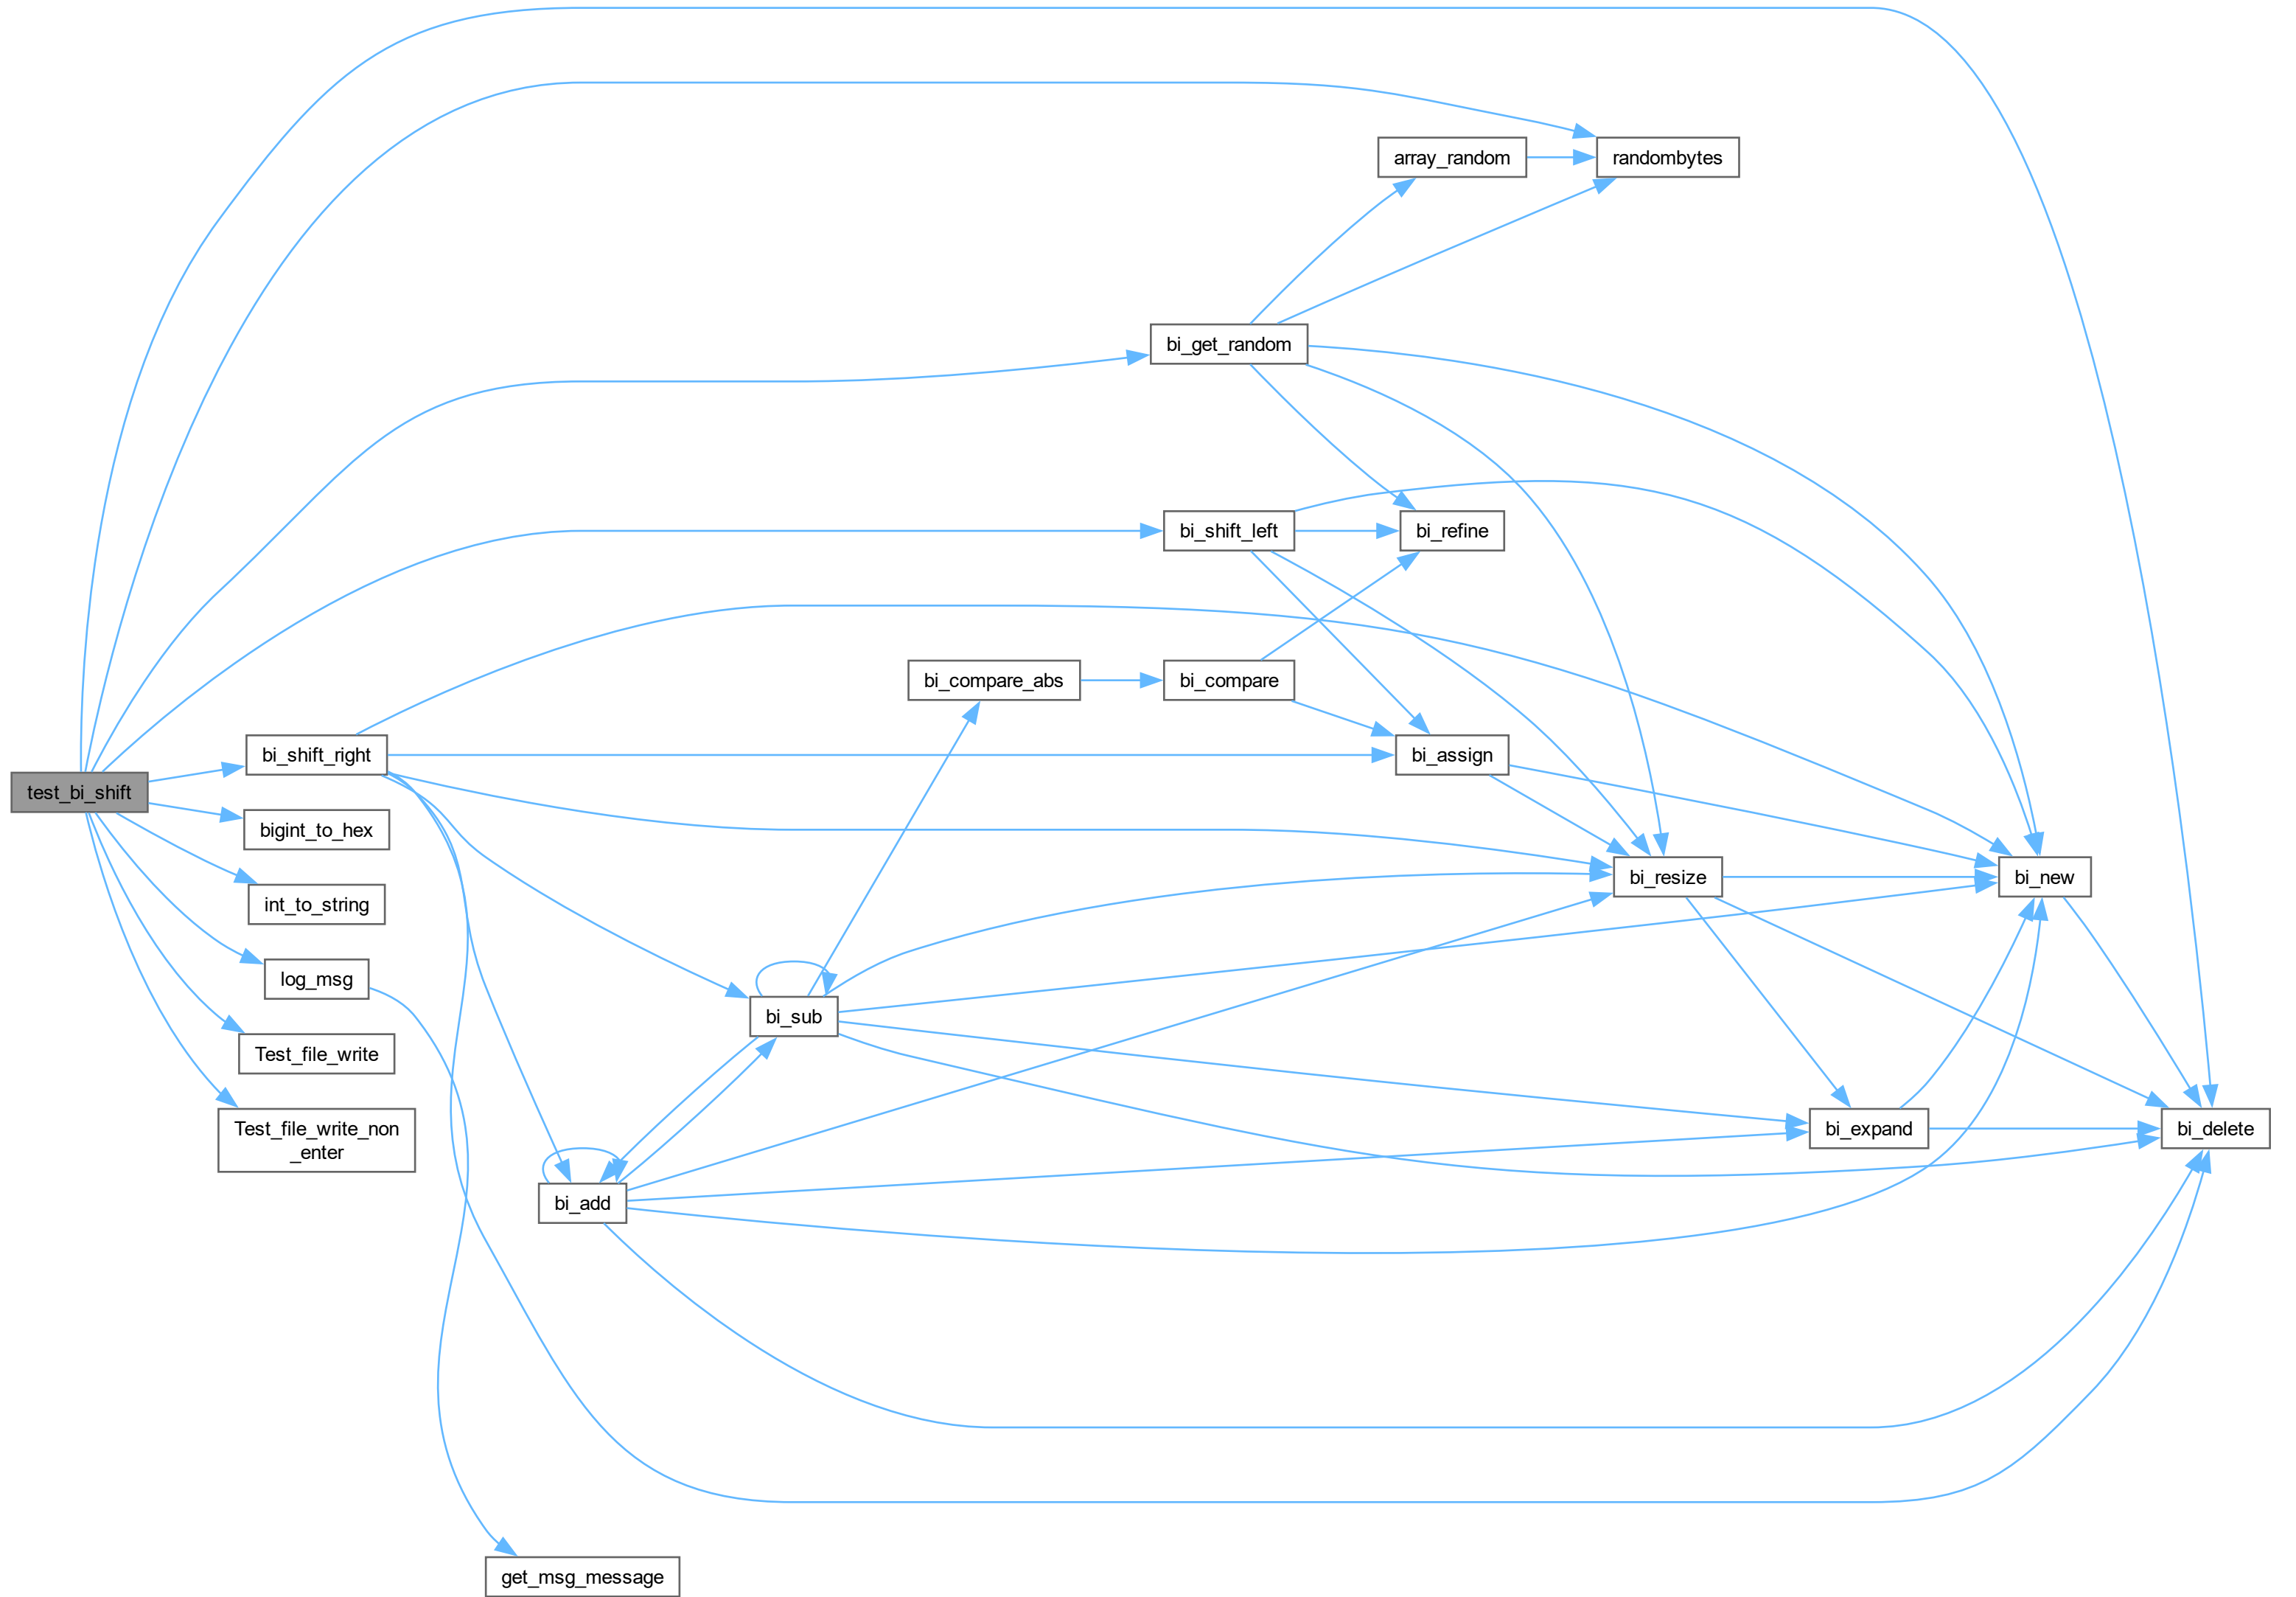 array_random
randombytes
bi_get_random
bi_shift_left
bi_refine
bi_compare_abs
bi_compare
bi_shift_right
bi_assign
test_bi_shift
bigint_to_hex
bi_resize
bi_new
int_to_string
log_msg
bi_sub
Test_file_write
Test_file_write_non
_enter
bi_expand
bi_delete
bi_add
get_msg_message